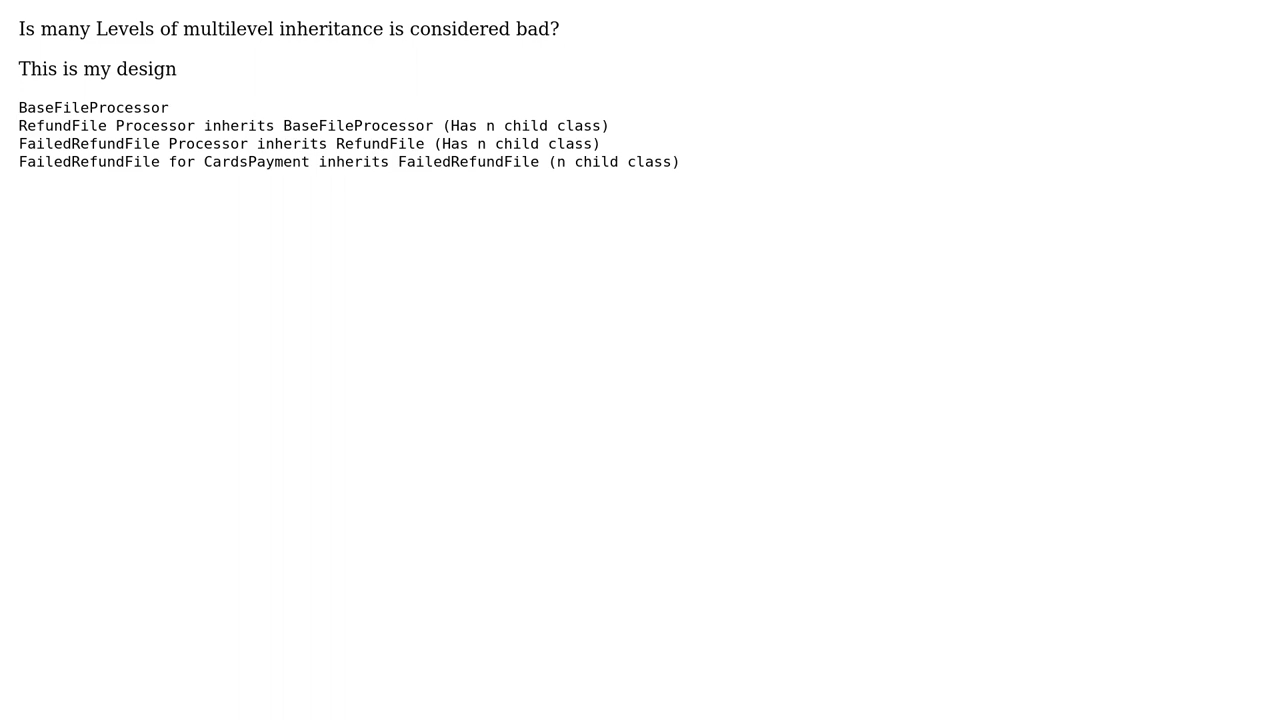 Is many Levels of multilevel inheritance is considered bad?
This is my design
BaseFileProcessor
RefundFile Processor inherits BaseFileProcessor (Has n child class)
FailedRefundFile Processor inherits RefundFile (Has n child class)
FailedRefundFile for CardsPayment inherits FailedRefundFile (n child class)